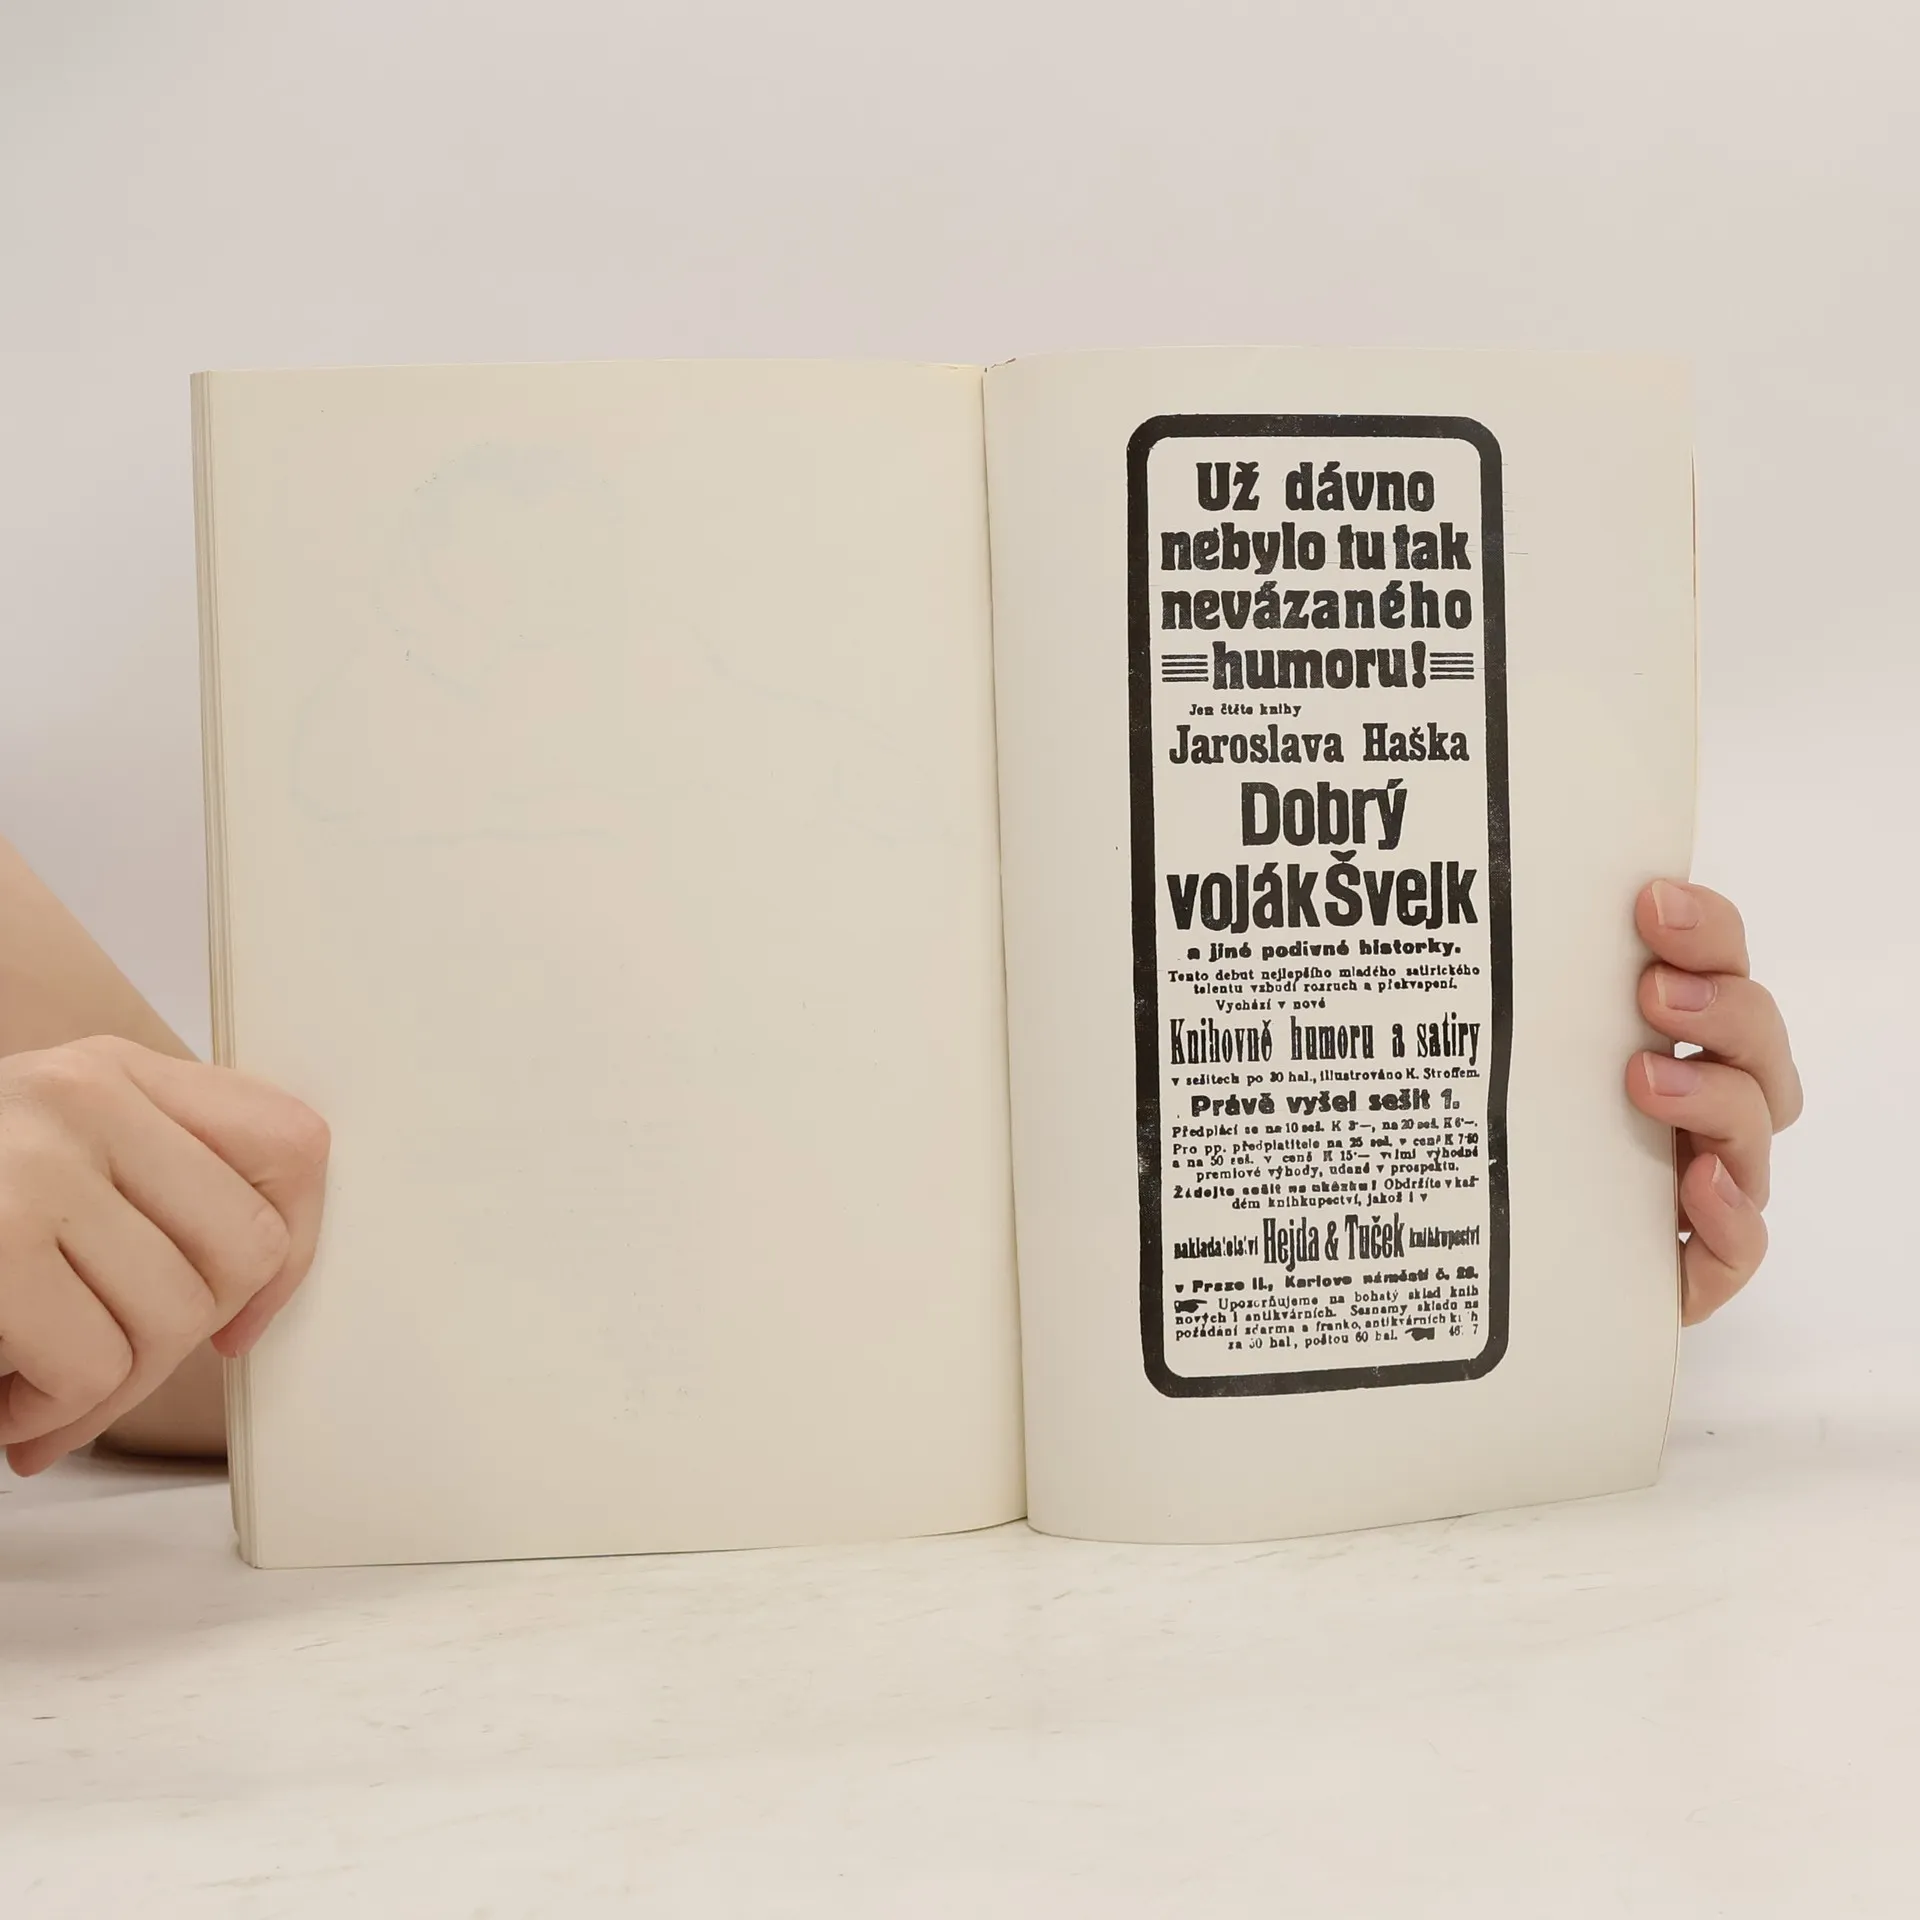 Už dávno
nebylo tu tak
nevázaného
humoru!
Jen čtěte knihy
Jaroslava Haška
Dobrý
voják Švejk
a jiné podivné historky.
Tento debut nejlepšího mladého satirického
talentu vzbudí rozruch a překvapení.
Vychází v nové
Knihovně humoru a satiry
v sešitech po 30 hal., illustrováno K. Stroffem.
Právě vyšel sešit 1.
Předplácí se na 10 seš. K 3·—, na 20 seš. K 6·—.
Pro pp. předplatitele na 25 seš. v ceně K 7·50
a na 50 seš. v ceně K 15·— velmi výhodné
premiové výhody, udané v prospektu.
Žádejte sešit na ukázku! Obdržíte v kaž-
dém knihkupectví, jakož i v
nakladatelství Hejda & Tuček knihkupectví
v Praze II., Karlovo náměstí č.
Upozorňujeme na bohatý sklad knih
nových i antikvárních. Seznamy skladu na
požádání zdarma a franko, antikvárních
za 50 hal., poštou 60 hal.